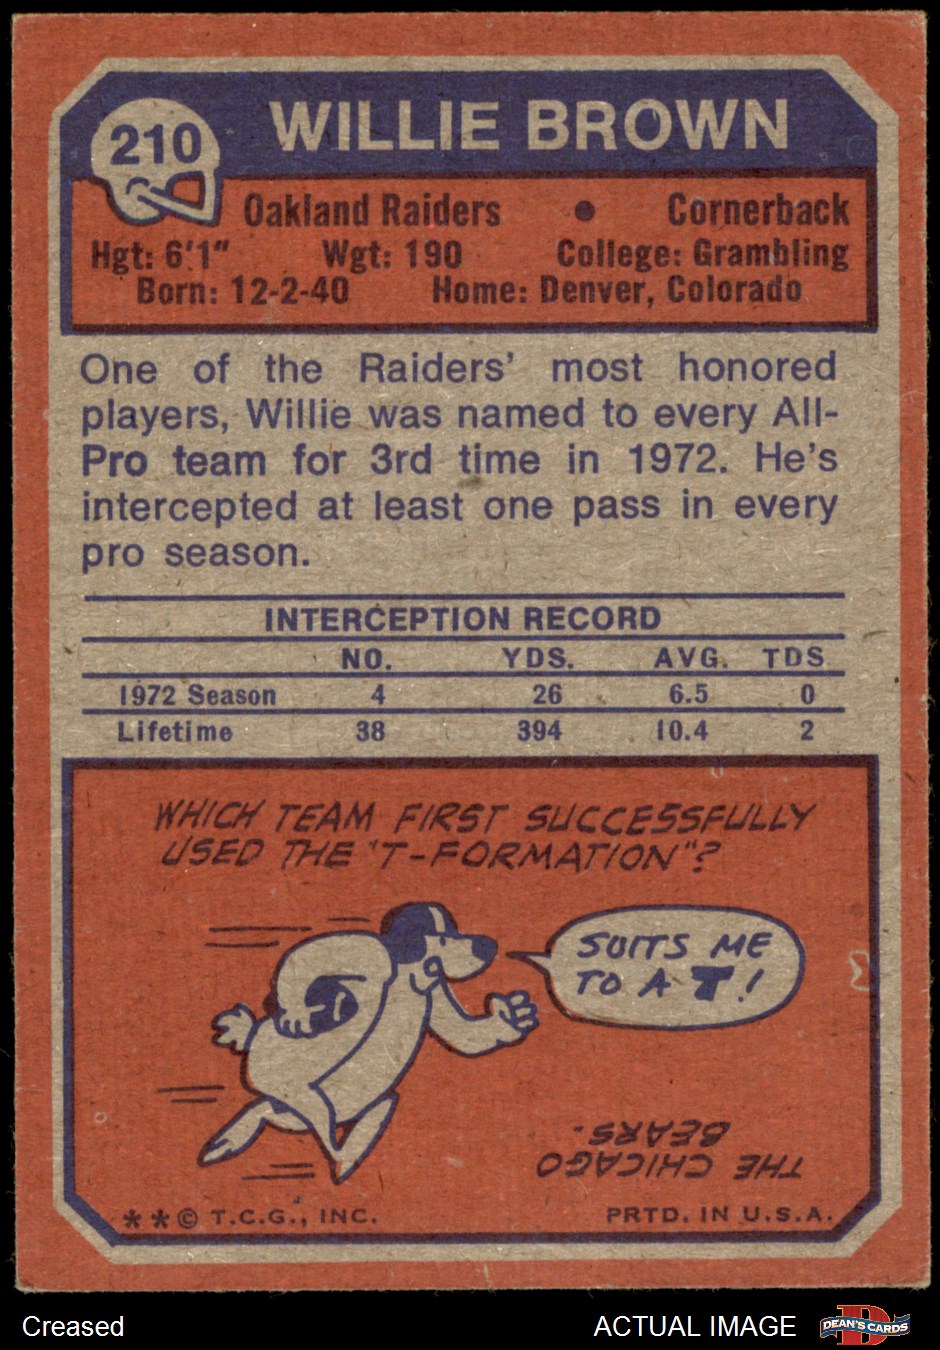 210
WILLIE BROWN
Oakland Raiders • Cornerback
Hgt: 6'1" Wgt: 190 College: Grambling
Born: 12-2-40 Home: Denver, Colorado
One of the Raiders' most honored
players, Willie was named to every All-
Pro team for 3rd time in 1972. He's
intercepted at least one pass in every
pro season.
INTERCEPTION RECORD
NO. YDS. AVG. TDS
1972 Season 4 26 6.5 0
Lifetime 38 394 10.4 2
WHICH TEAM FIRST SUCCESSFULLY
USED THE "T-FORMATION"?
SUITS ME
TO A T!
THE CHICAGO
BEARS.
** © T.C.G., INC. PRTD. IN U.S.A.
Creased
ACTUAL IMAGE
DEAN'S CARDS